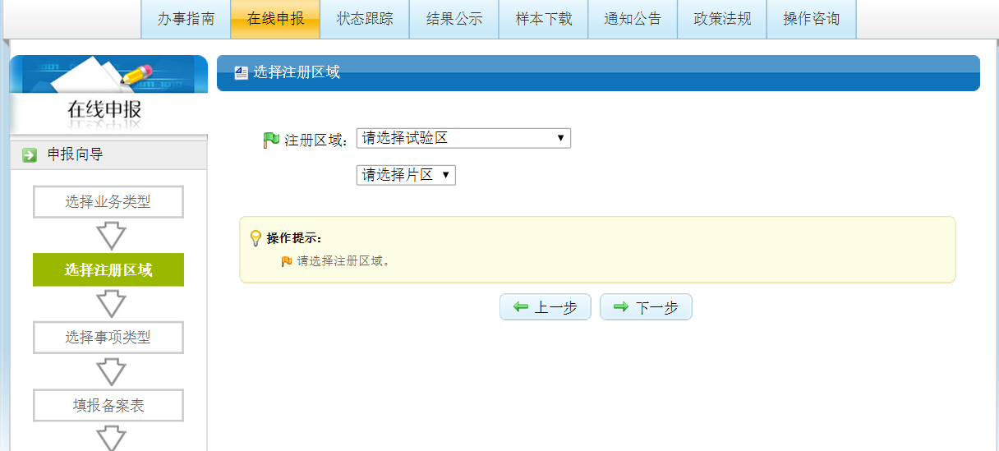 办事指南 在线申报 状态跟踪 结果公示 样本下载 通知公告 政策法规 操作咨询
在线申报
申报向导
选择业务类型
选择注册区域
选择事项类型
填报备案表
选择注册区域
注册区域: 请选择试验区
请选择片区
操作提示:
请选择注册区域。
上一步 下一步